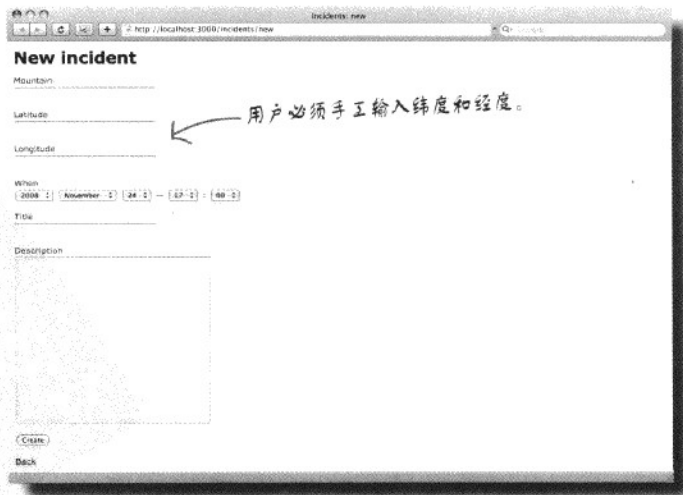 Incidents: new
http://localhost:3000/incidents/new
New incident
Mountain
Latitude
用户必须手工输入纬度和经度。
Longitude
When
2008 November 24 — 17 : 00
Title
Description
Create
Back